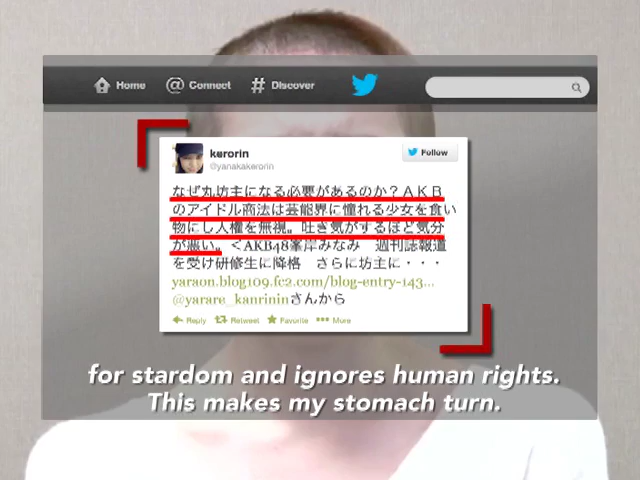 Home @ Connect # Discover
kerorin
@yanakakerorin
Follow
なぜ丸坊主になる必要があるのか?AKB
のアイドル商法は芸能界に憧れる少女を食い
物にし人権を無視。吐き気がするほど気分
が悪い。<AKB48峯岸みなみ 週刊誌報道
を受け研修生に降格 さらに坊主に・・・
yaraon.blog109.fc2.com/blog-entry-143...
@yarare_kanrininさんから
Reply Retweet Favorite More
for stardom and ignores human rights.
This makes my stomach turn.